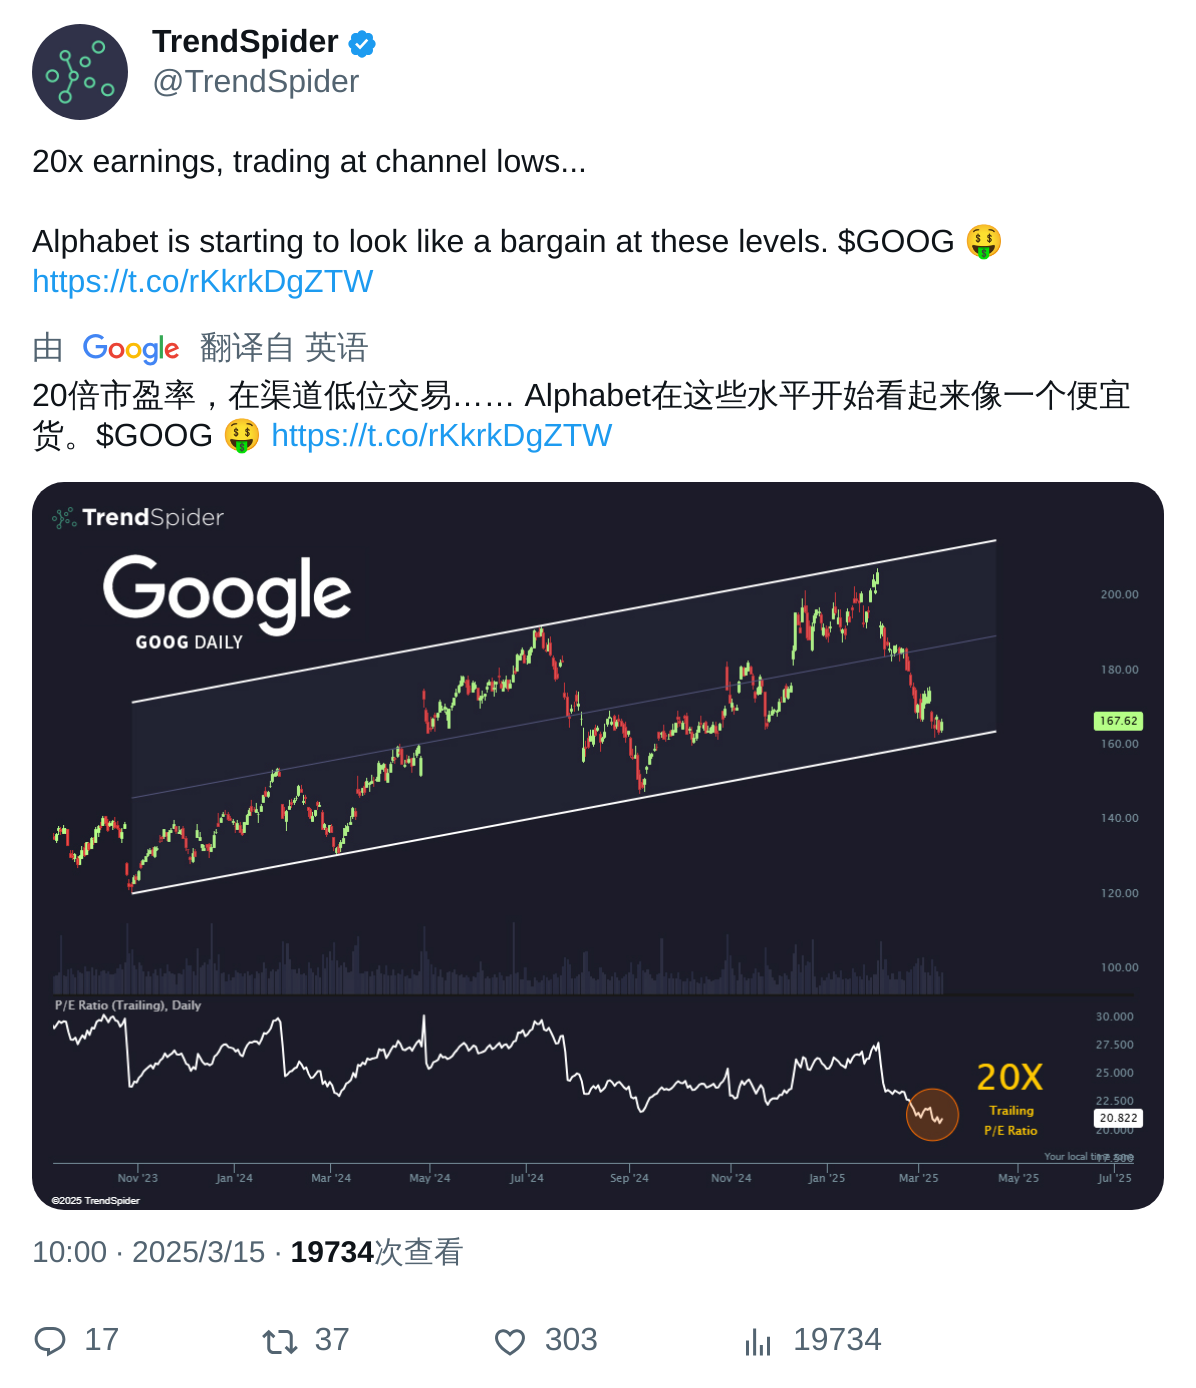 TrendSpider
@TrendSpider
20x earnings, trading at channel lows...
Alphabet is starting to look like a bargain at these levels. $GOOG 🤑
https://t.co/rKkrkDgZTW
由 Google 翻译自 英语
20倍市盈率，在渠道低位交易…… Alphabet在这些水平开始看起来像一个便宜
货。$GOOG 🤑 https://t.co/rKkrkDgZTW
TrendSpider
Google
GOOG DAILY
200.00
180.00
167.62
160.00
140.00
120.00
100.00
P/E Ratio (Trailing), Daily
30.000
27.500
25.000
22.500
20.822
20.000
17.500
20X
Trailing
P/E Ratio
Your local time zone
Nov '23
Jan '24
Mar '24
May '24
Jul '24
Sep '24
Nov '24
Jan '25
Mar '25
May '25
Jul '25
©2025 TrendSpider
10:00 · 2025/3/15 · 19734次查看
17
37
303
19734